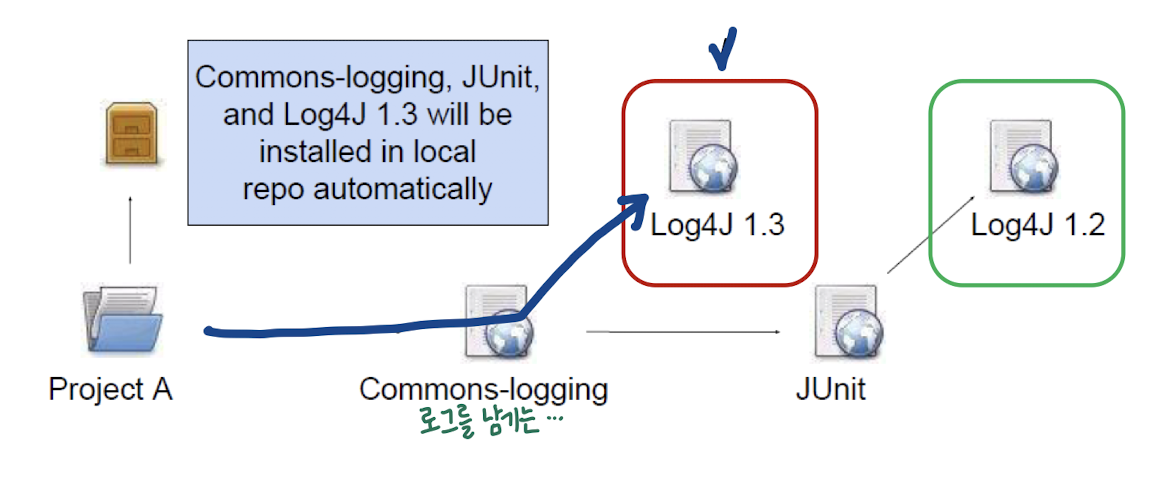 Commons-logging, JUnit,
and Log4J 1.3 will be
installed in local
repo automatically
Log4J 1.3
Log4J 1.2
Project A
Commons-logging
JUnit
로그를 남기는 ...